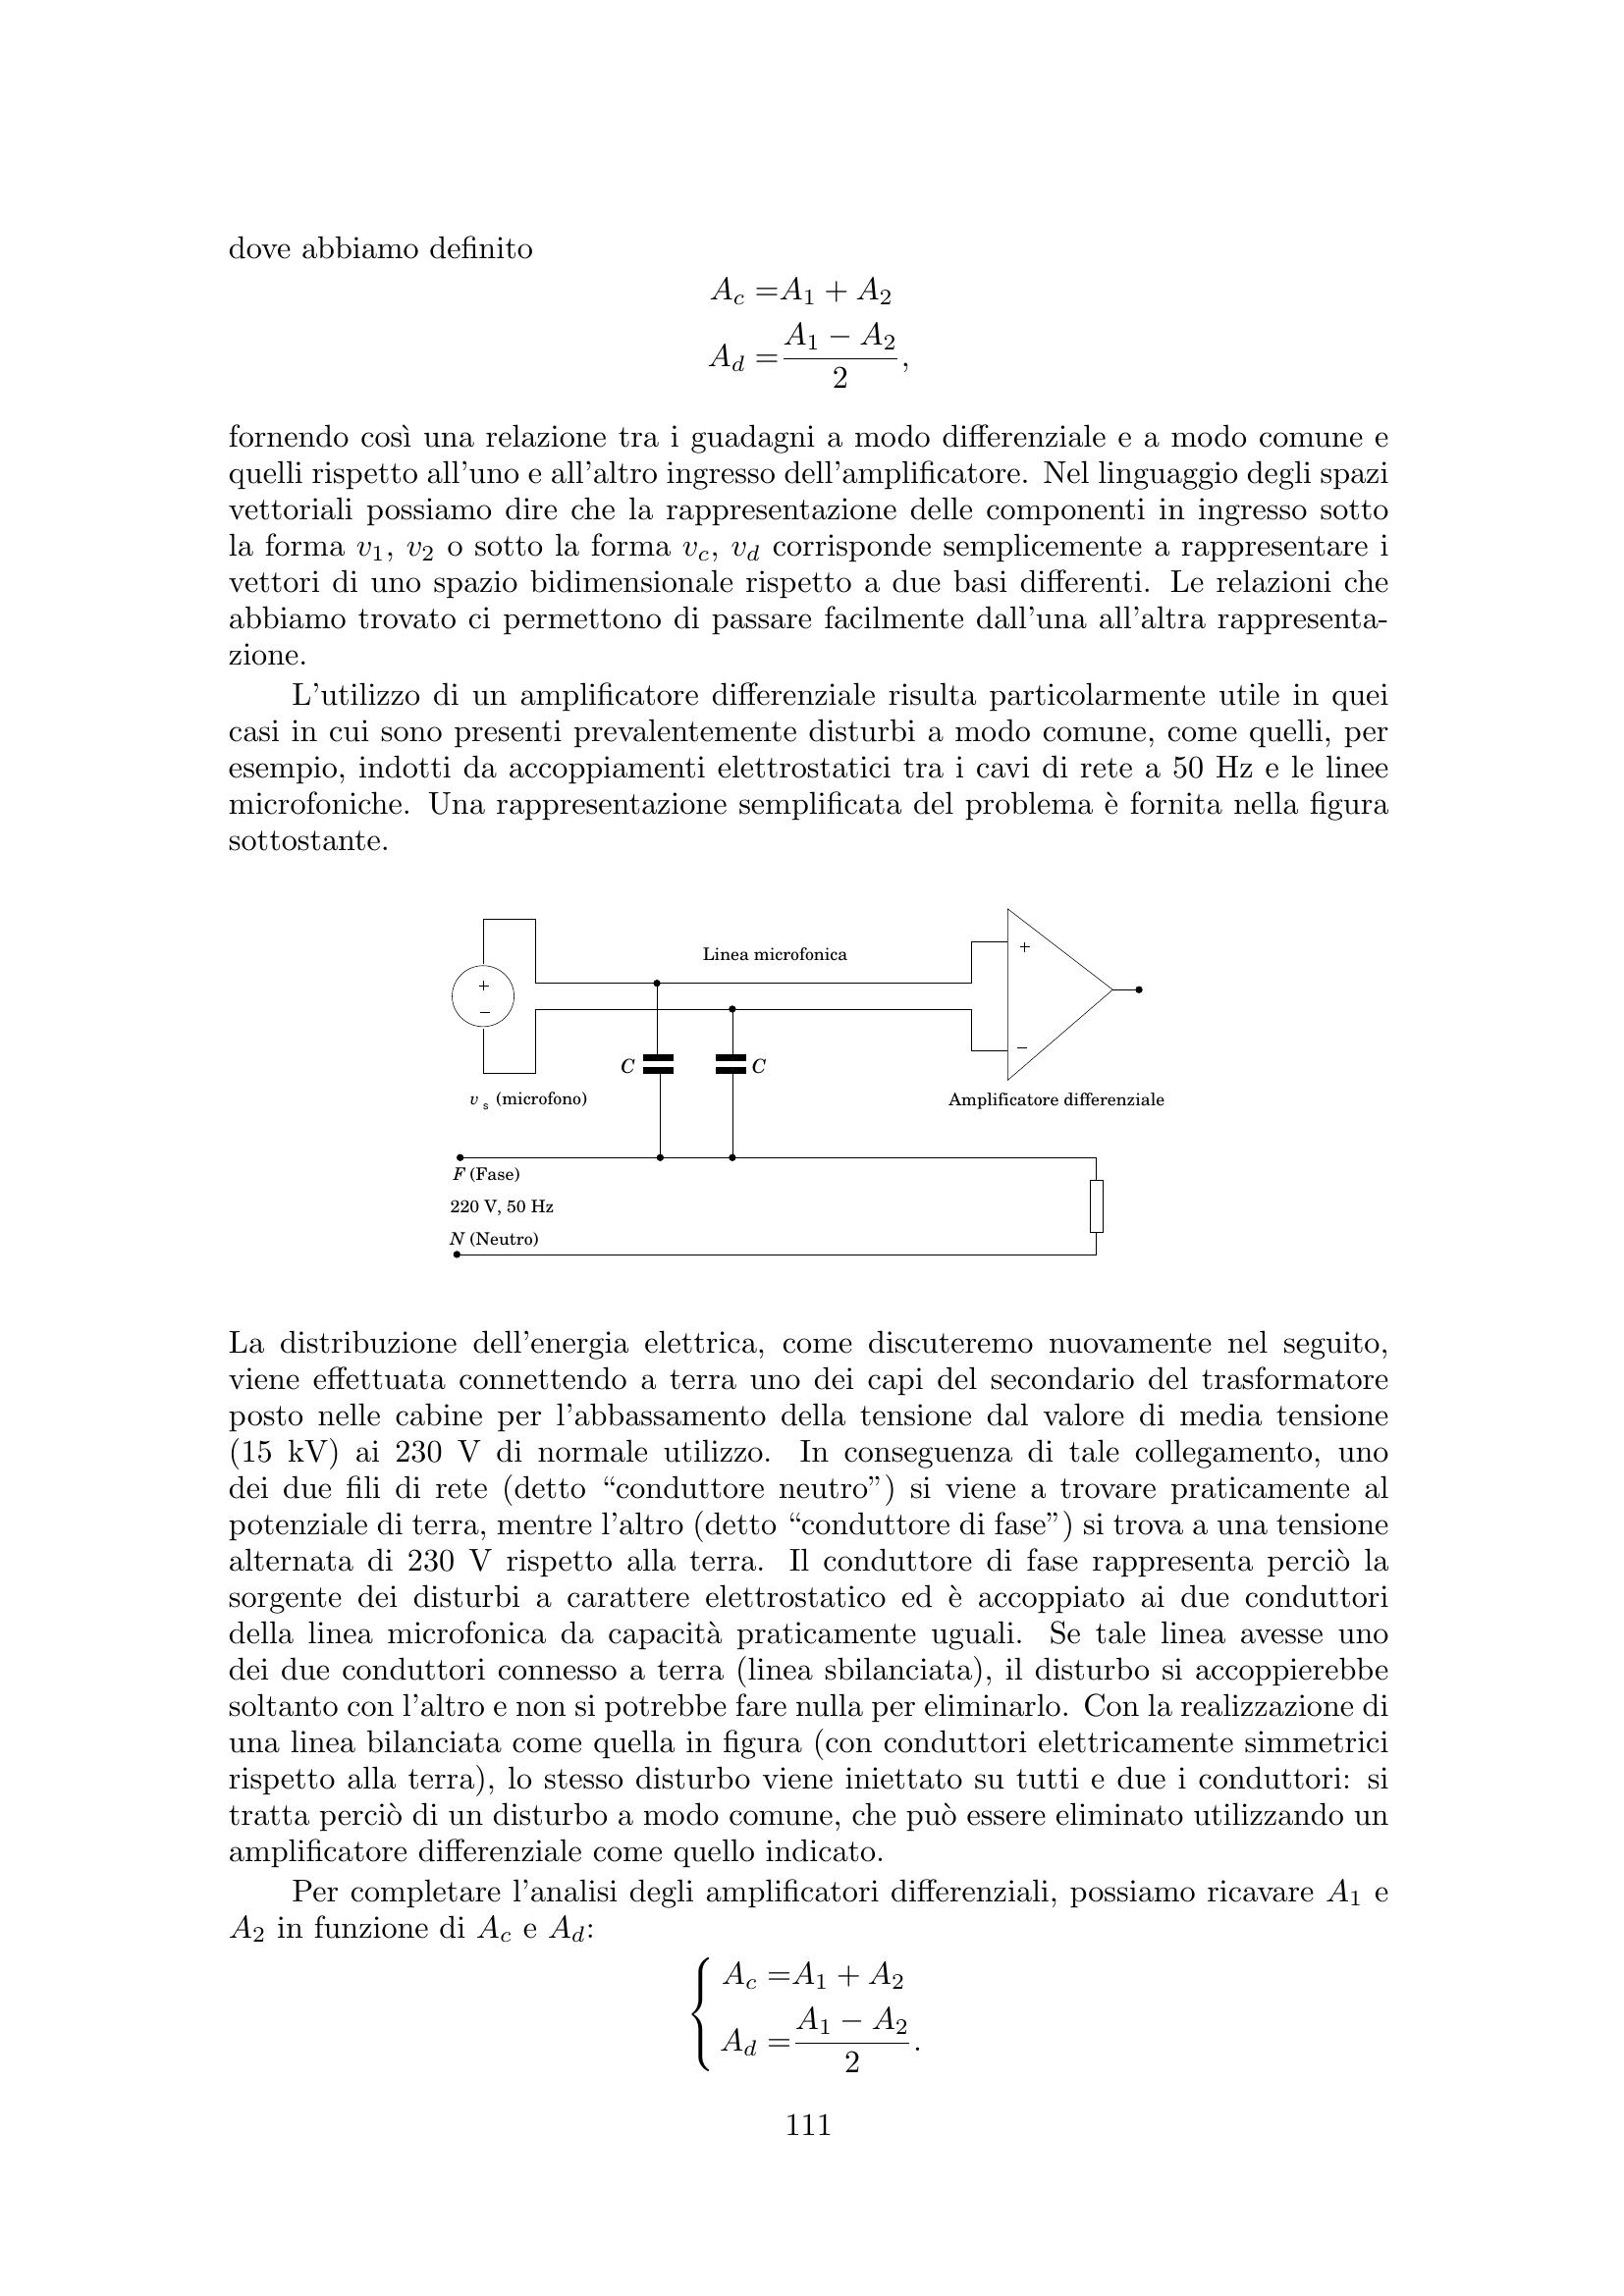 dove abbiamo definito
A_c = A_1 + A_2
A_d = \frac{A_1 − A_2}{2},
fornendo così una relazione tra i guadagni a modo differenziale e a modo comune e
quelli rispetto all'uno e all'altro ingresso dell'amplificatore. Nel linguaggio degli spazi
vettoriali possiamo dire che la rappresentazione delle componenti in ingresso sotto
la forma v_1, v_2 o sotto la forma v_c, v_d corrisponde semplicemente a rappresentare i
vettori di uno spazio bidimensionale rispetto a due basi differenti. Le relazioni che
abbiamo trovato ci permettono di passare facilmente dall'una all'altra rappresenta-
zione.
L'utilizzo di un amplificatore differenziale risulta particolarmente utile in quei
casi in cui sono presenti prevalentemente disturbi a modo comune, come quelli, per
esempio, indotti da accoppiamenti elettrostatici tra i cavi di rete a 50 Hz e le linee
microfoniche. Una rappresentazione semplificata del problema è fornita nella figura
sottostante.
Linea microfonica
+
+
−
−
C C
v_s (microfono)
Amplificatore differenziale
F (Fase)
220 V, 50 Hz
N (Neutro)
La distribuzione dell'energia elettrica, come discuteremo nuovamente nel seguito,
viene effettuata connettendo a terra uno dei capi del secondario del trasformatore
posto nelle cabine per l'abbassamento della tensione dal valore di media tensione
(15 kV) ai 230 V di normale utilizzo. In conseguenza di tale collegamento, uno
dei due fili di rete (detto “conduttore neutro”) si viene a trovare praticamente al
potenziale di terra, mentre l'altro (detto “conduttore di fase”) si trova a una tensione
alternata di 230 V rispetto alla terra. Il conduttore di fase rappresenta perciò la
sorgente dei disturbi a carattere elettrostatico ed è accoppiato ai due conduttori
della linea microfonica da capacità praticamente uguali. Se tale linea avesse uno
dei due conduttori connesso a terra (linea sbilanciata), il disturbo si accoppierebbe
soltanto con l'altro e non si potrebbe fare nulla per eliminarlo. Con la realizzazione di
una linea bilanciata come quella in figura (con conduttori elettricamente simmetrici
rispetto alla terra), lo stesso disturbo viene iniettato su tutti e due i conduttori: si
tratta perciò di un disturbo a modo comune, che può essere eliminato utilizzando un
amplificatore differenziale come quello indicato.
Per completare l'analisi degli amplificatori differenziali, possiamo ricavare A_1 e
A_2 in funzione di A_c e A_d:
A_c = A_1 + A_2
A_d = \frac{A_1 − A_2}{2}.
111